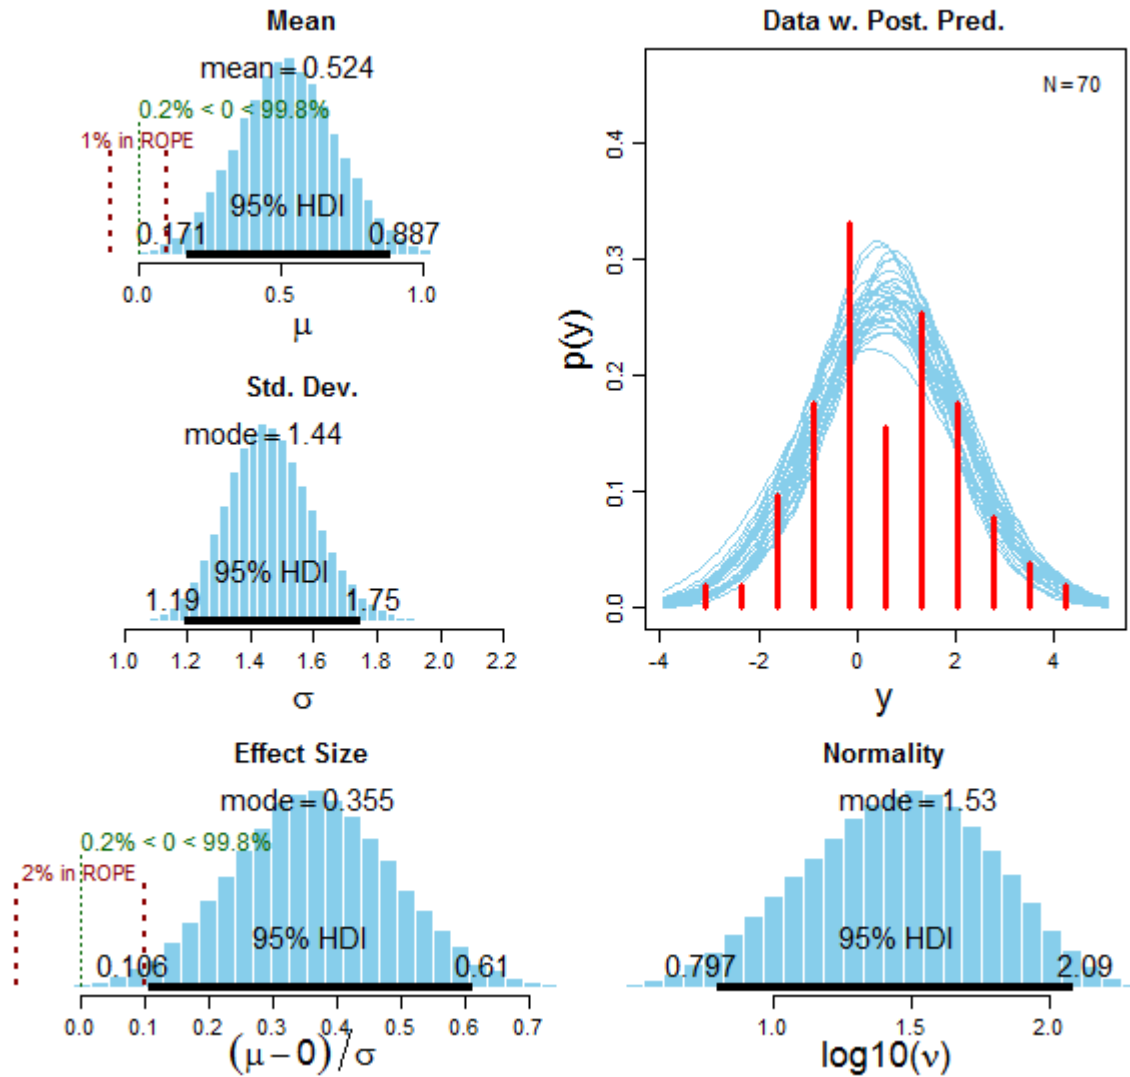 Mean
mean = 0.524
0.2% < 0 < 99.8%
1% in ROPE
95% HDI
0.171 0.887
0.0 0.5 1.0
μ
Data w. Post. Pred.
N = 70
p(y)
0.4
0.3
0.2
0.1
0.0
-4 -2 0 2 4
y
Std. Dev.
mode = 1.44
95% HDI
1.19 1.75
1.0 1.2 1.4 1.6 1.8 2.0 2.2
σ
Effect Size
mode = 0.355
0.2% < 0 < 99.8%
2% in ROPE
95% HDI
0.106 0.61
0.0 0.1 0.2 0.3 0.4 0.5 0.6 0.7
(μ − 0) / σ
Normality
mode = 1.53
95% HDI
0.797 2.09
1.0 1.5 2.0
log10(ν)